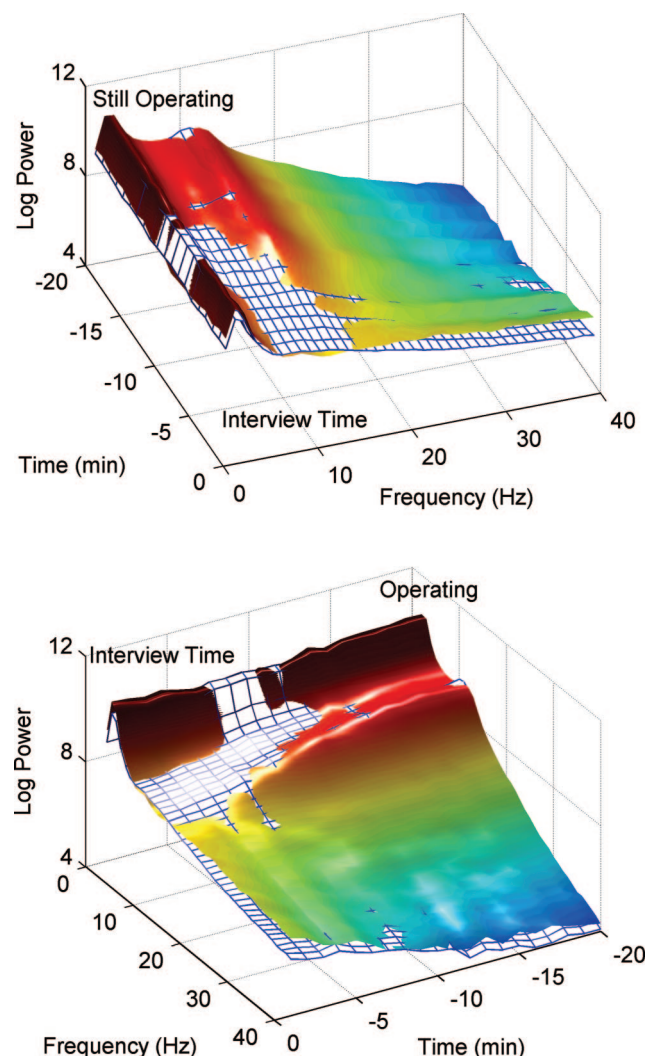 12
Still Operating
8
Log Power
4
-20
-15
-10
-5
0
Time (min)
Interview Time
0
10
20
30
40
Frequency (Hz)
Operating
12
Interview Time
8
Log Power
4
0
10
20
30
40
Frequency (Hz)
0
-5
-10
-15
-20
Time (min)